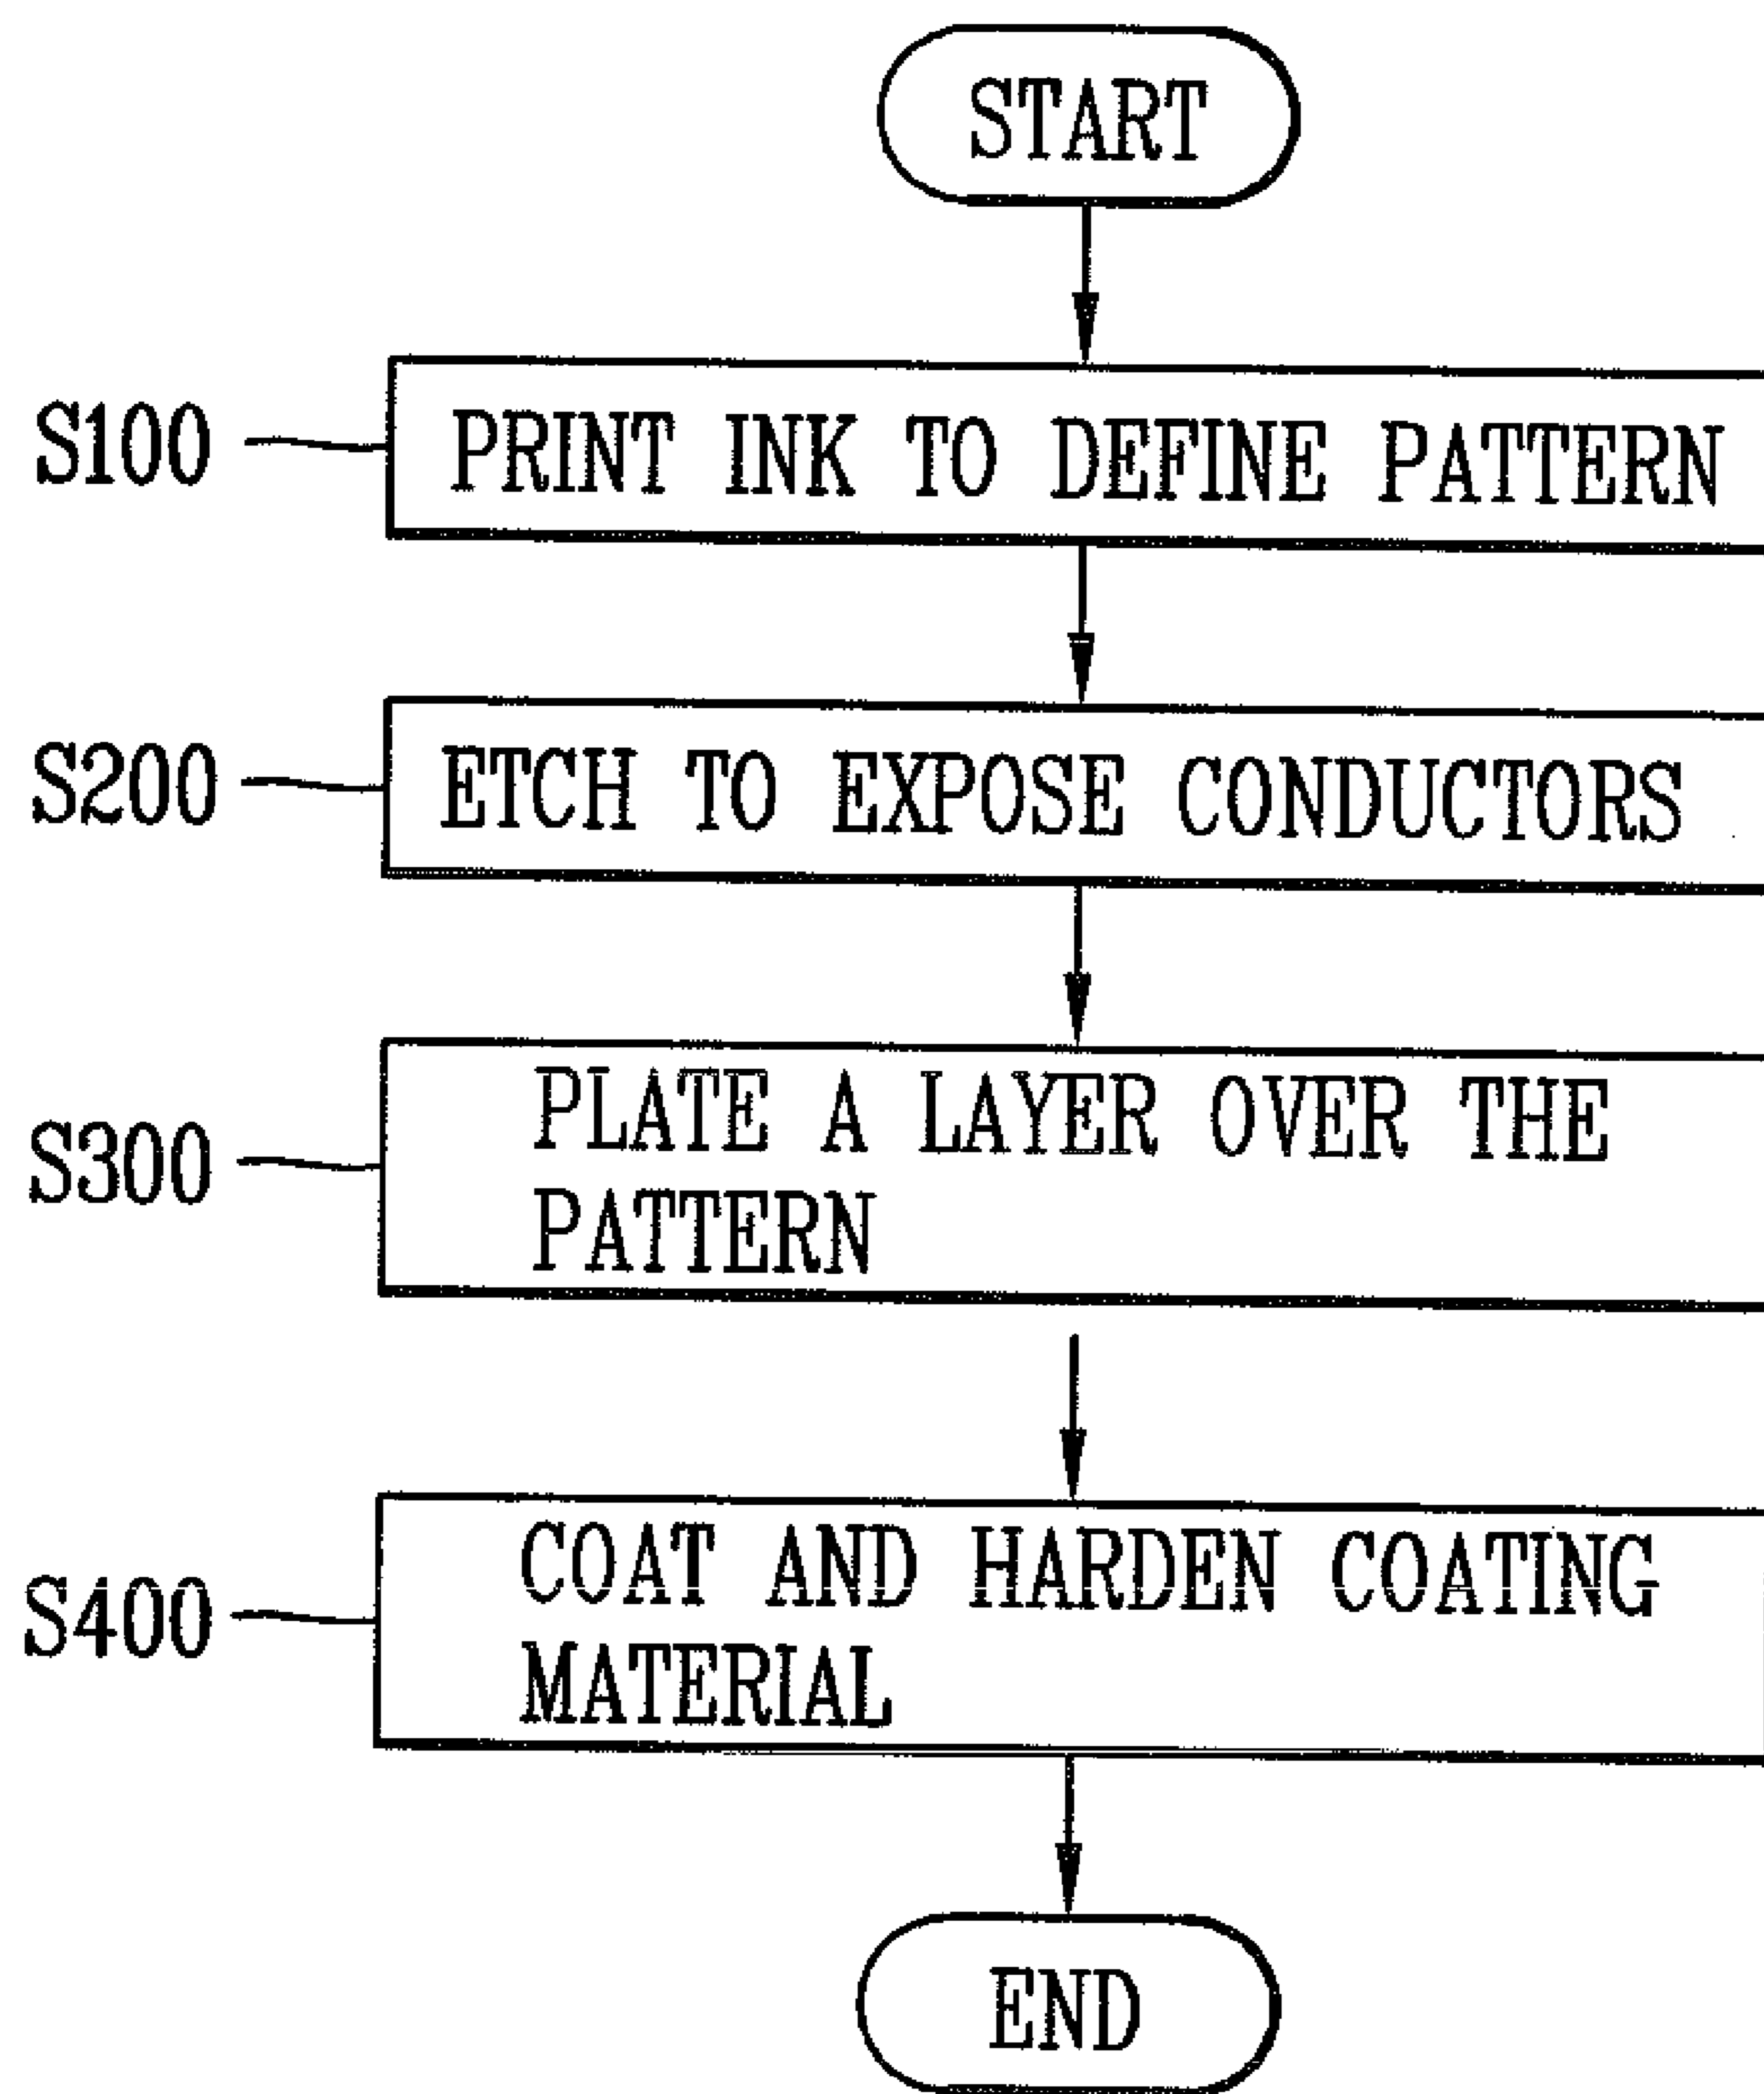 START
S100
PRINT INK TO DEFINE PATTERN
S200
ETCH TO EXPOSE CONDUCTORS
S300
PLATE A LAYER OVER THE
PATTERN
S400
COAT AND HARDEN COATING
MATERIAL
END